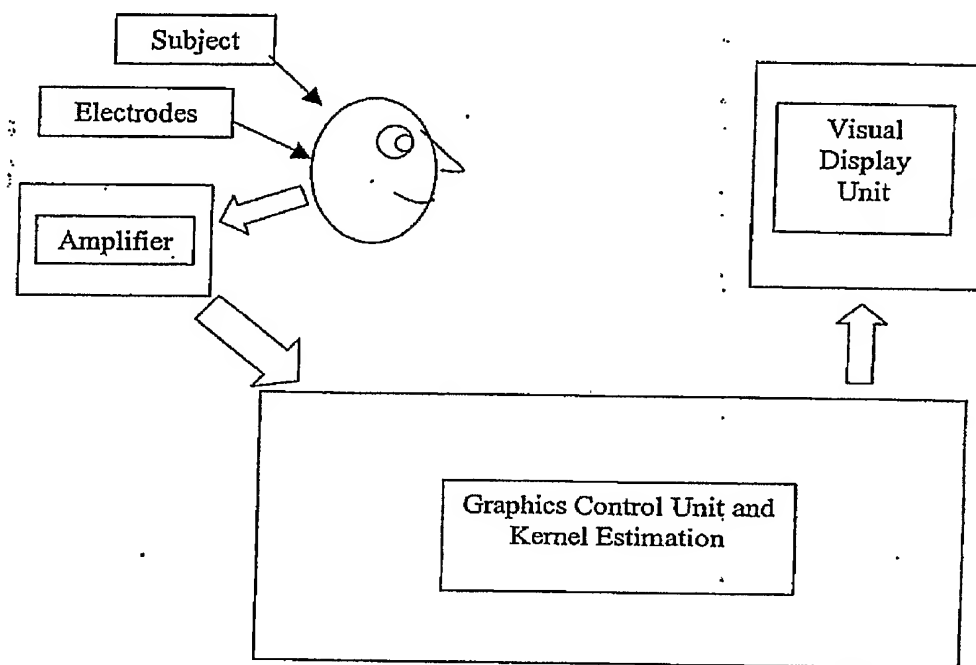 Subject
Electrodes
Amplifier
Visual
Display
Unit
Graphics Control Unit and
Kernel Estimation